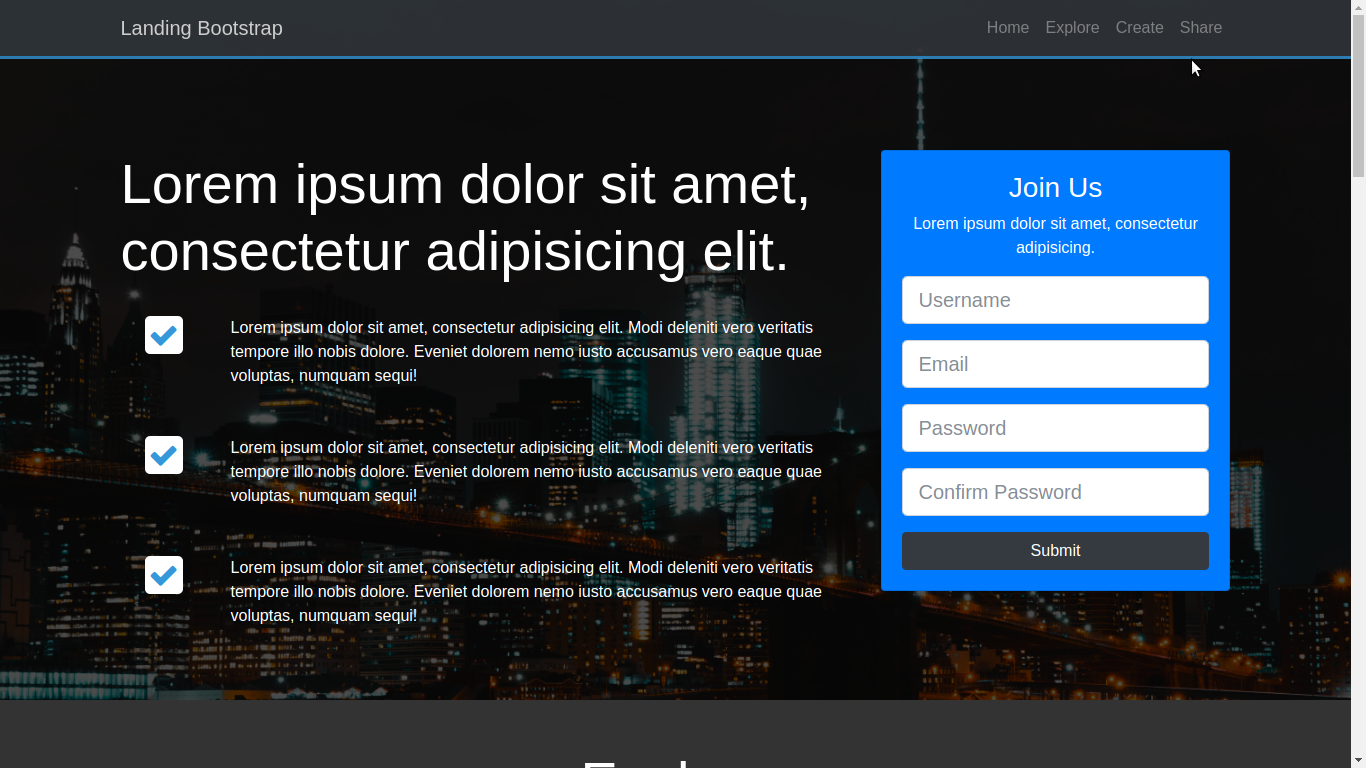 Landing Bootstrap
Home Explore Create Share
Lorem ipsum dolor sit amet,
consectetur adipisicing elit.
Lorem ipsum dolor sit amet, consectetur adipisicing elit. Modi deleniti vero veritatis
tempore illo nobis dolore. Eveniet dolorem nemo iusto accusamus vero eaque quae
voluptas, numquam sequi!
Lorem ipsum dolor sit amet, consectetur adipisicing elit. Modi deleniti vero veritatis
tempore illo nobis dolore. Eveniet dolorem nemo iusto accusamus vero eaque quae
voluptas, numquam sequi!
Lorem ipsum dolor sit amet, consectetur adipisicing elit. Modi deleniti vero veritatis
tempore illo nobis dolore. Eveniet dolorem nemo iusto accusamus vero eaque quae
voluptas, numquam sequi!
Join Us
Lorem ipsum dolor sit amet, consectetur
adipisicing.
Username
Email
Password
Confirm Password
Submit